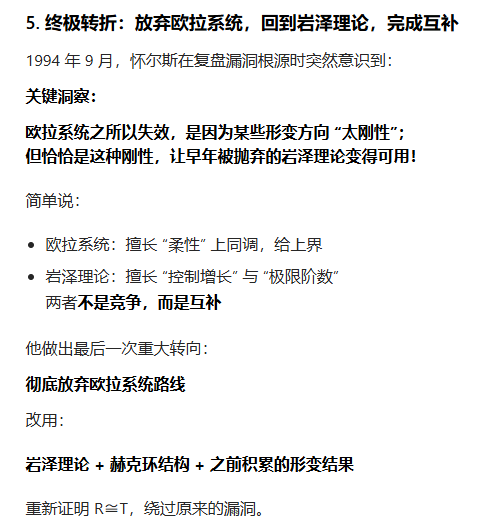 5. 终极转折：放弃欧拉系统，回到岩泽理论，完成互补
1994 年 9 月，怀尔斯在复盘漏洞根源时突然意识到：
关键洞察：
欧拉系统之所以失效，是因为某些形变方向 “太刚性”；
但恰恰是这种刚性，让早年被抛弃的岩泽理论变得可用！
简单说：
• 欧拉系统：擅长 “柔性” 上同调，给上界
• 岩泽理论：擅长 “控制增长” 与 “极限阶数”
两者不是竞争，而是互补
他做出最后一次重大转向：
彻底放弃欧拉系统路线
改用：
岩泽理论 + 赫克环结构 + 之前积累的形变结果
重新证明 R≅T，绕过原来的漏洞。